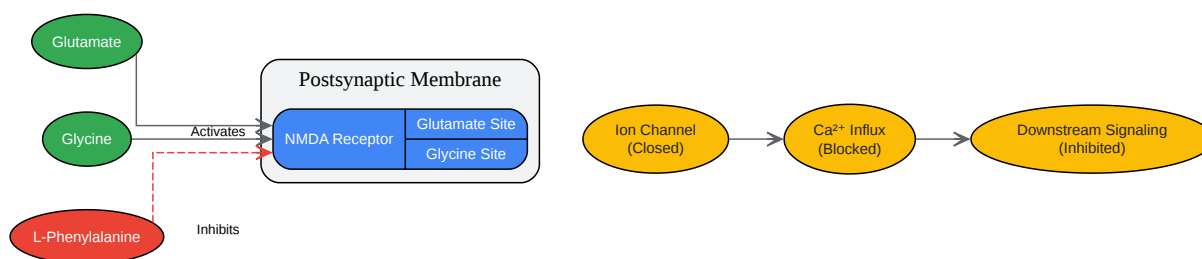 Glutamate
Postsynaptic Membrane
Glycine
Activates
NMDA Receptor
Glutamate Site
Glycine Site
Ion Channel
(Closed)
Ca²⁺ Influx
(Blocked)
Downstream Signaling
(Inhibited)
L-Phenylalanine
Inhibits